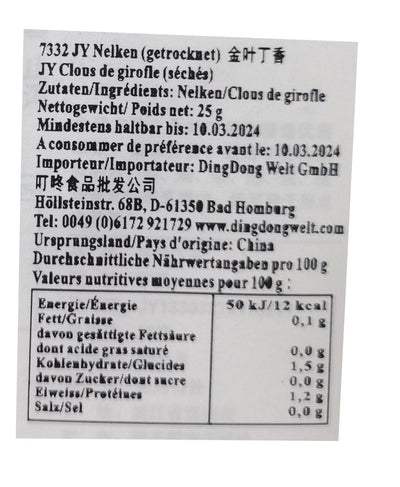 7332 JY Nelken (getrocknet) 金叶丁香
JY Clous de girofle (séchés)
Zutaten/Ingrédients: Nelken/Clous de girofle
Nettogewicht/ Poids net: 25 g
Mindestens haltbar bis: 10.03.2024
A consommer de préférence avant le: 10.03.2024
Importeur/Importateur: DingDong Welt GmbH
叮咚食品批发公司
Höllsteinstr. 68B, D-61350 Bad Homburg
Tel: 0049 (0)6172 921729 www.dingdongwelt.com
Ursprungsland/Pays d'origine: China
Durchschnittliche Nährwertangaben pro 100 g
Valeurs nutritives moyennes pour 100g:
Energie/Énergie 50 kJ/12 kcal
Fett/Graisse 0,1 g
davon gesättigte Fettsäure
dont acide gras saturé 0,0 g
Kohlenhydrate/Glucides 1,5 g
davon Zucker/dont sucre 0,0 g
Eiweiss/Protéines 1,2 g
Salz/Sel 0,0 g